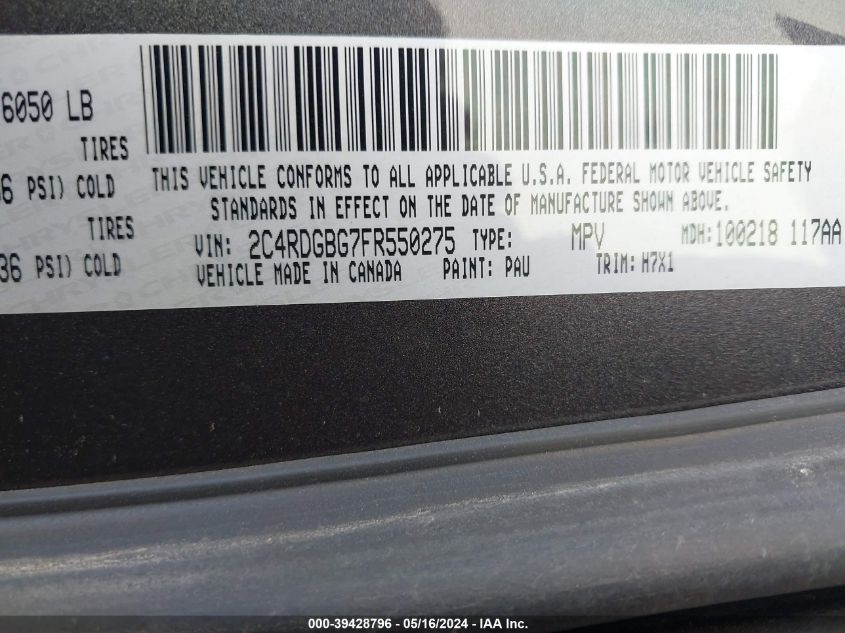 6050 LB
TIRES
36 PSI) COLD
TIRES
36 PSI) COLD
THIS VEHICLE CONFORMS TO ALL APPLICABLE U.S.A. FEDERAL MOTOR VEHICLE SAFETY
STANDARDS IN EFFECT ON THE DATE OF MANUFACTURE SHOWN ABOVE.
VIN: 2C4RDGBG7FR550275 TYPE: MPV MDH: 100218 117AA
VEHICLE MADE IN CANADA PAINT: PAU TRIM: H7X1
000-39428796 - 05/16/2024 - IAA Inc.